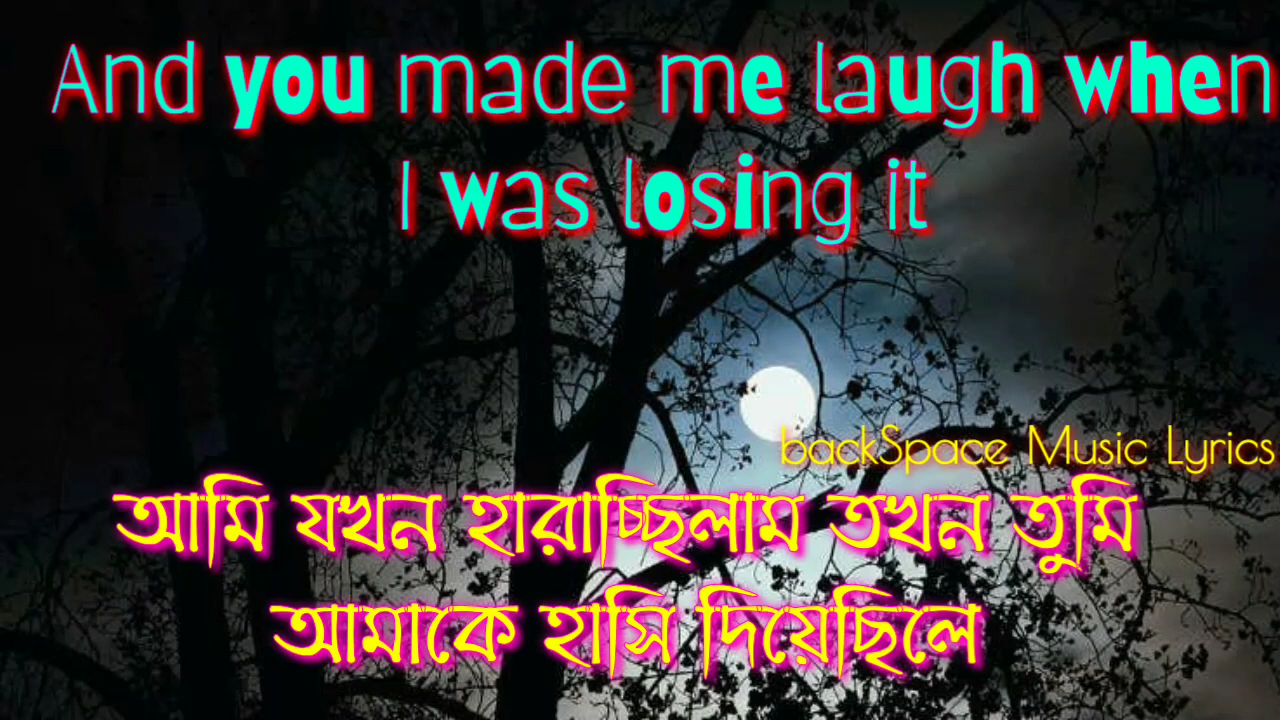 And you made me laugh when
I was losing it
backSpace Music Lyrics
আমি যখন হারাচ্ছিলাম তখন তুমি
আমাকে হাসি দিয়েছিলে